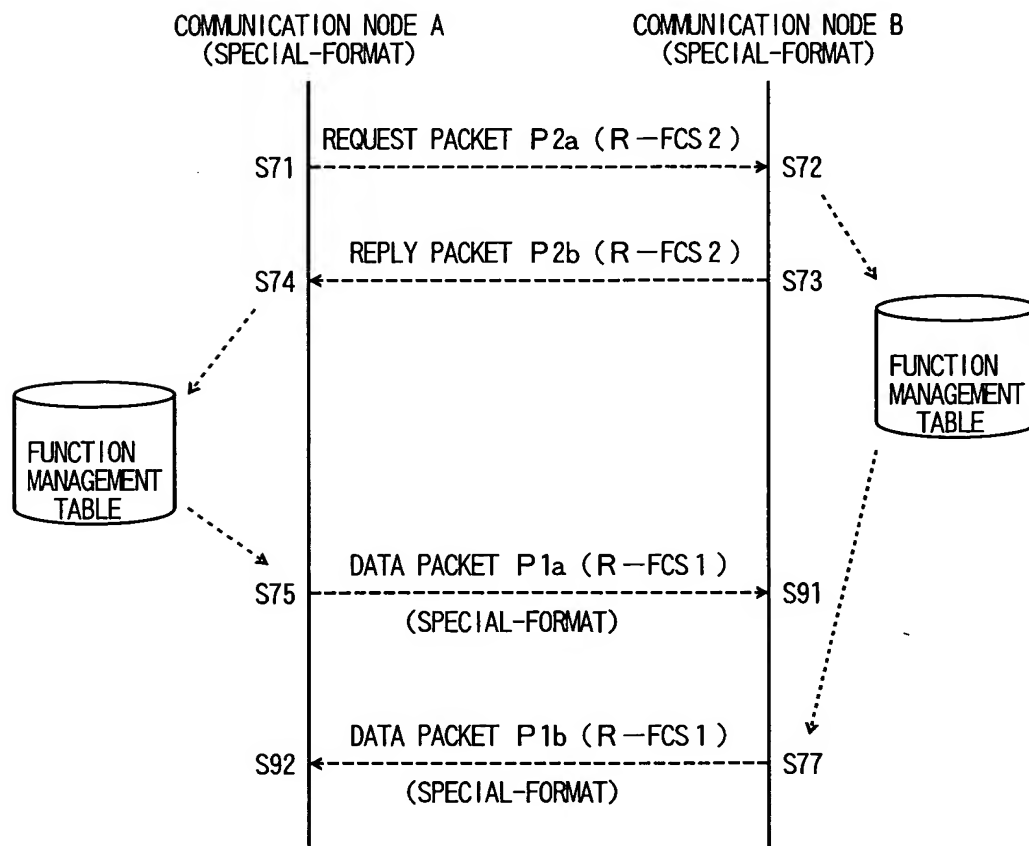 COMMUNICATION NODE A
(SPECIAL-FORMAT)
COMMUNICATION NODE B
(SPECIAL-FORMAT)
REQUEST PACKET P2a (R-FCS2)
S71
S72
REPLY PACKET P2b (R-FCS2)
S74
S73
FUNCTION
MANAGEMENT
TABLE
FUNCTION
MANAGEMENT
TABLE
DATA PACKET P1a (R-FCS1)
S75
S91
(SPECIAL-FORMAT)
DATA PACKET P1b (R-FCS1)
S92
S77
(SPECIAL-FORMAT)